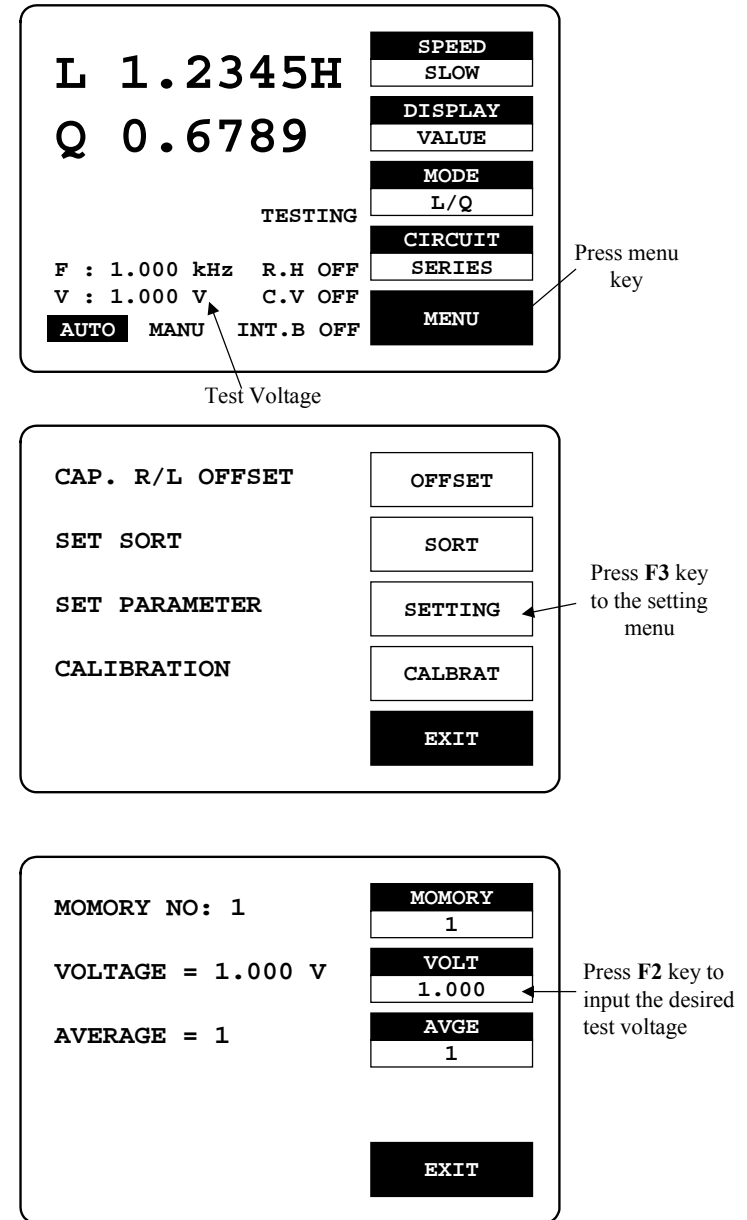 L 1.2345H
Q 0.6789
TESTING
F : 1.000 kHz R.H OFF
V : 1.000 V C.V OFF
AUTO MANU INT.B OFF
SPEED
SLOW
DISPLAY
VALUE
MODE
L/Q
CIRCUIT
SERIES
MENU
Press menu
key
Test Voltage
CAP. R/L OFFSET
OFFSET
SET SORT
SORT
SET PARAMETER
SETTING
CALIBRATION
CALBRAT
EXIT
Press F3 key
to the setting
menu
MOMORY NO: 1
MOMORY
1
VOLTAGE = 1.000 V
VOLT
1.000
AVERAGE = 1
AVGE
1
EXIT
Press F2 key to
input the desired
test voltage